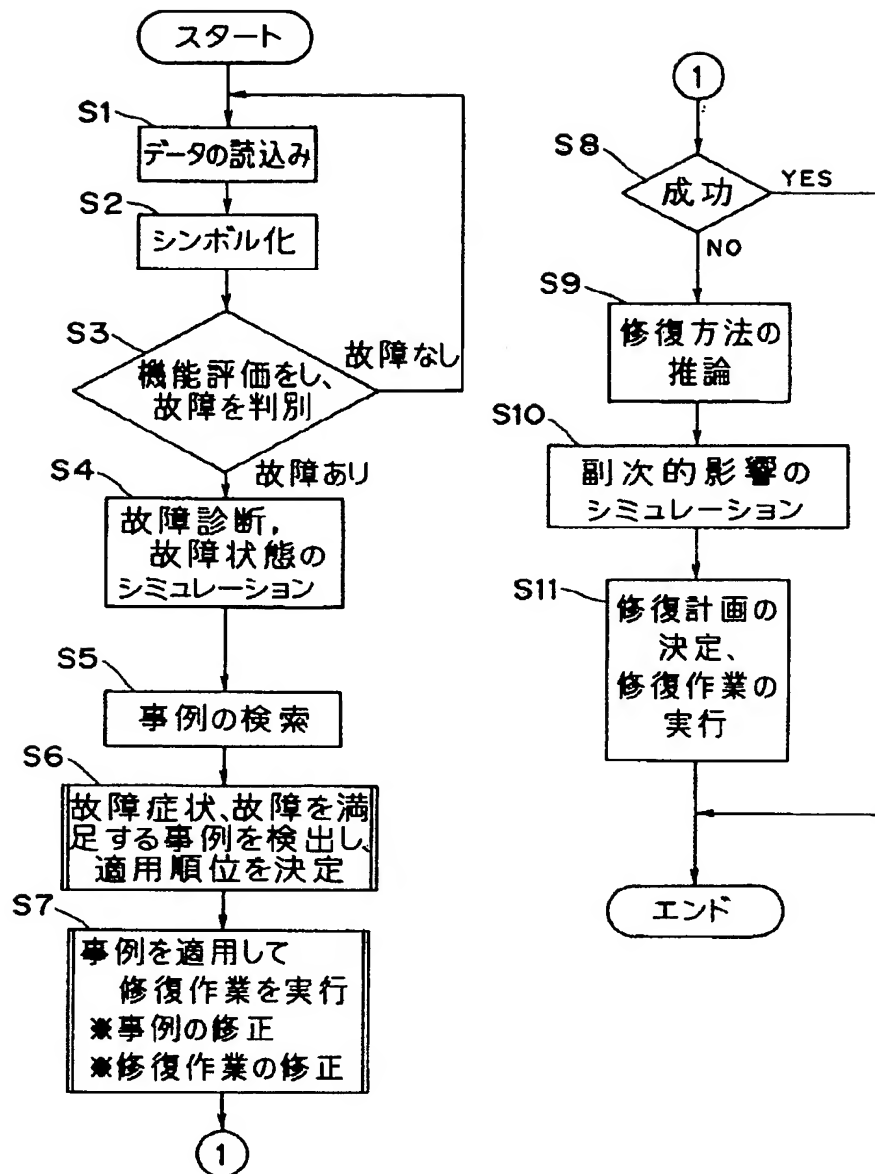 スタート
S1
データの読込み
S2
シンボル化
S3
機能評価をし、
故障を判別
故障なし
故障あり
S4
故障診断,
故障状態の
シミュレーション
S5
事例の検索
S6
故障症状、故障を満
足する事例を検出し、
適用順位を決定
S7
事例を適用して
修復作業を実行
※事例の修正
※修復作業の修正
1
1
S8
成功
YES
NO
S9
修復方法の
推論
S10
副次的影響の
シミュレーション
S11
修復計画の
決定、
修復作業の
実行
エンド